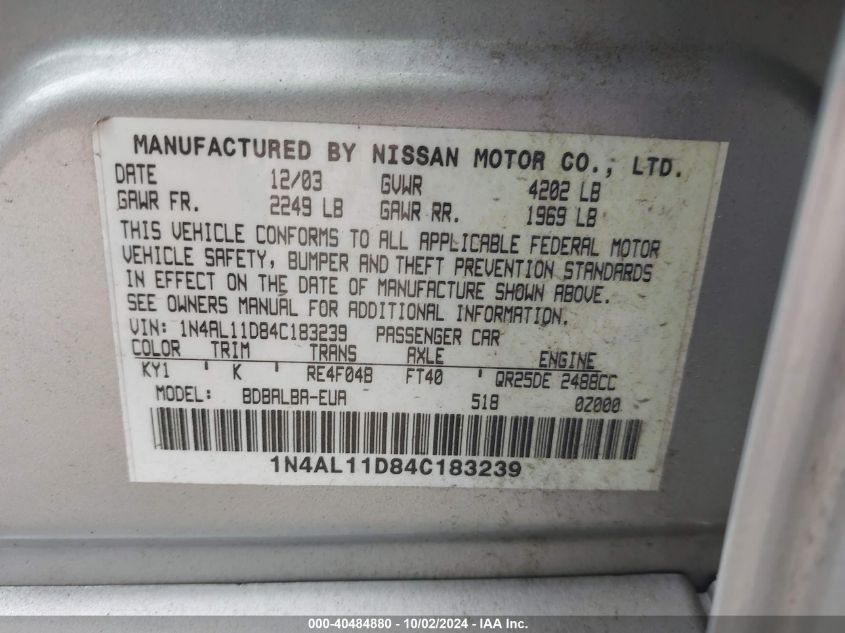 MANUFACTURED BY NISSAN MOTOR CO., LTD.
DATE 12/03 GVWR 4202 LB
GAWR FR. 2249 LB GAWR RR. 1969 LB
THIS VEHICLE CONFORMS TO ALL APPLICABLE FEDERAL MOTOR
VEHICLE SAFETY, BUMPER AND THEFT PREVENTION STANDARDS
IN EFFECT ON THE DATE OF MANUFACTURE SHOWN ABOVE.
SEE OWNERS MANUAL FOR ADDITIONAL INFORMATION.
VIN: 1N4AL11D84C183239 PASSENGER CAR
COLOR TRIM TRANS AXLE ENGINE
KY1 K RE4F04B FT40 QR25DE 2488CC
MODEL: BDBALBA-EUA 518 0Z000
1N4AL11D84C183239
000-40484880 - 10/02/2024 - IAA Inc.